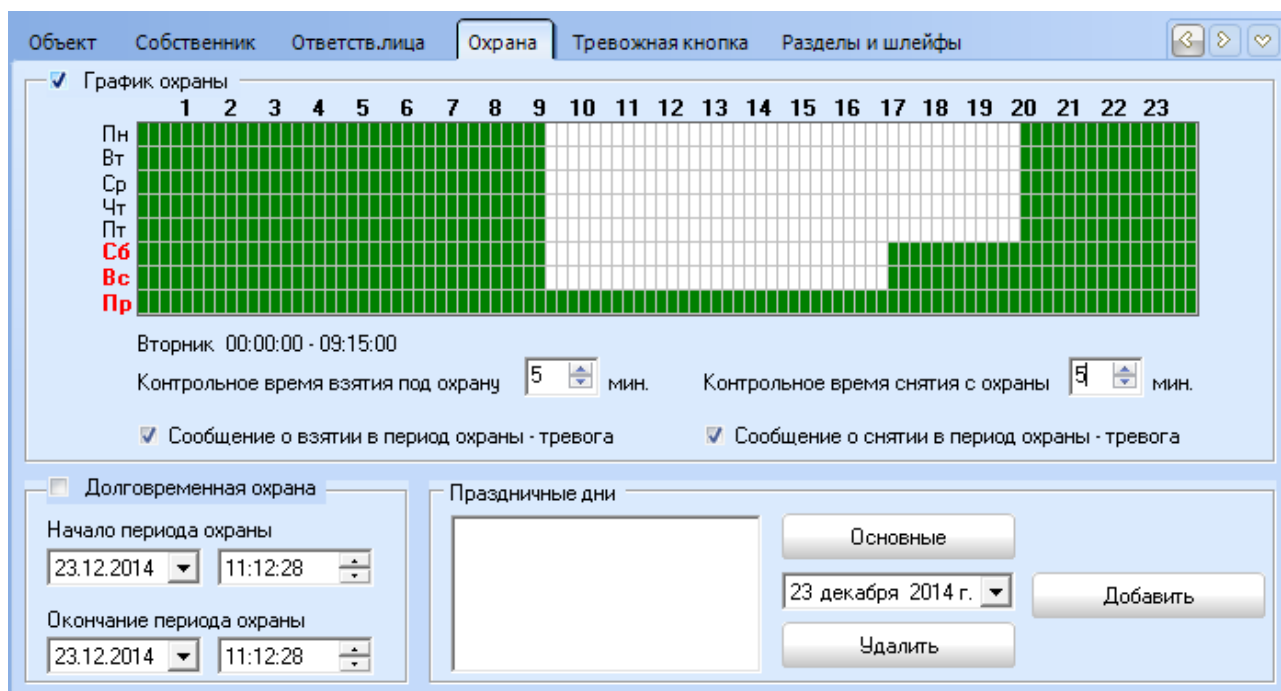 Объект Собственник Ответств.лица Охрана Тревожная кнопка Разделы и шлейфы
График охраны
1 2 3 4 5 6 7 8 9 10 11 12 13 14 15 16 17 18 19 20 21 22 23
Пн
Вт
Ср
Чт
Пт
Сб
Вс
Пр
Вторник 00:00:00 - 09:15:00
Контрольное время взятия под охрану 5 мин. Контрольное время снятия с охраны 5 мин.
Сообщение о взятии в период охраны - тревога Сообщение о снятии в период охраны - тревога
Долговременная охрана
Начало периода охраны
23.12.2014 11:12:28
Окончание периода охраны
23.12.2014 11:12:28
Праздничные дни
Основные
23 декабря 2014 г. Добавить
Удалить